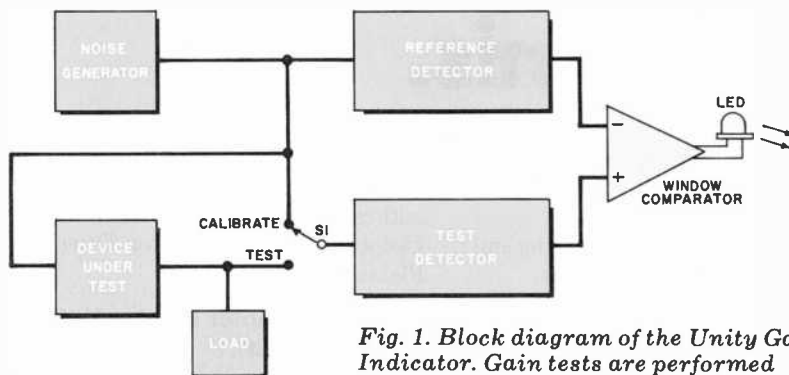 NOISE
GENERATOR
REFERENCE
DETECTOR
LED
−
+
WINDOW
COMPARATOR
CALIBRATE
S1
TEST
DEVICE
UNDER
TEST
TEST
DETECTOR
LOAD
Fig. 1. Block diagram of the Unity Ga
Indicator. Gain tests are performed